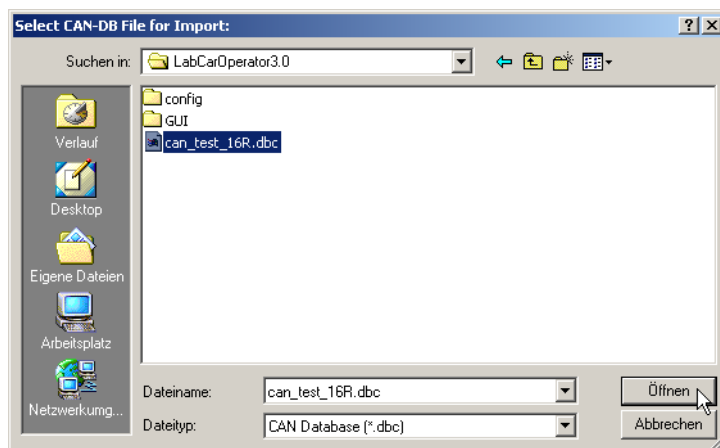 Select CAN-DB File for Import:
Suchen in:
LabCarOperator3.0
Verlauf
Desktop
Eigene Dateien
Arbeitsplatz
Netzwerkumg...
config
GUI
can_test_16R.dbc
Dateiname:
can_test_16R.dbc
Öffnen
Dateityp:
CAN Database (*.dbc)
Abbrechen